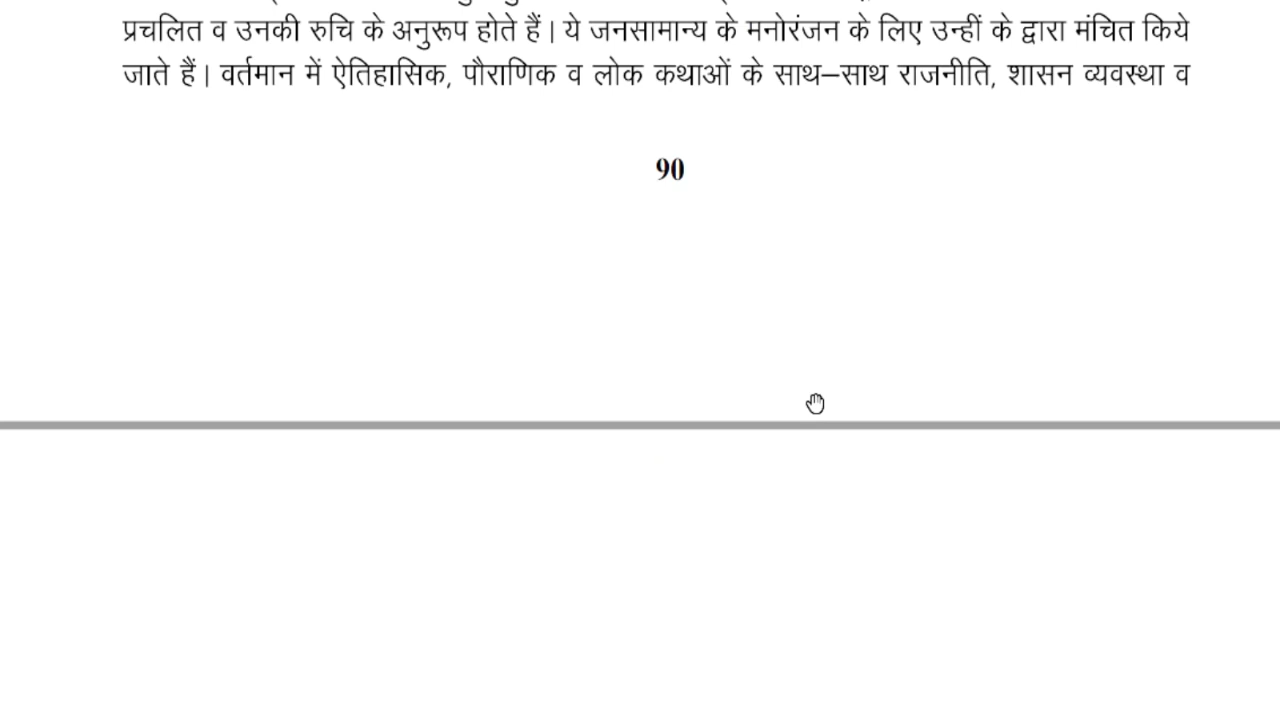 प्रचलित व उनकी रुचि के अनुरूप होते हैं। ये जनसामान्य के मनोरंजन के लिए उन्हीं के द्वारा मंचित किये
जाते हैं। वर्तमान में ऐतिहासिक, पौराणिक व लोक कथाओं के साथ–साथ राजनीति, शासन व्यवस्था व
90